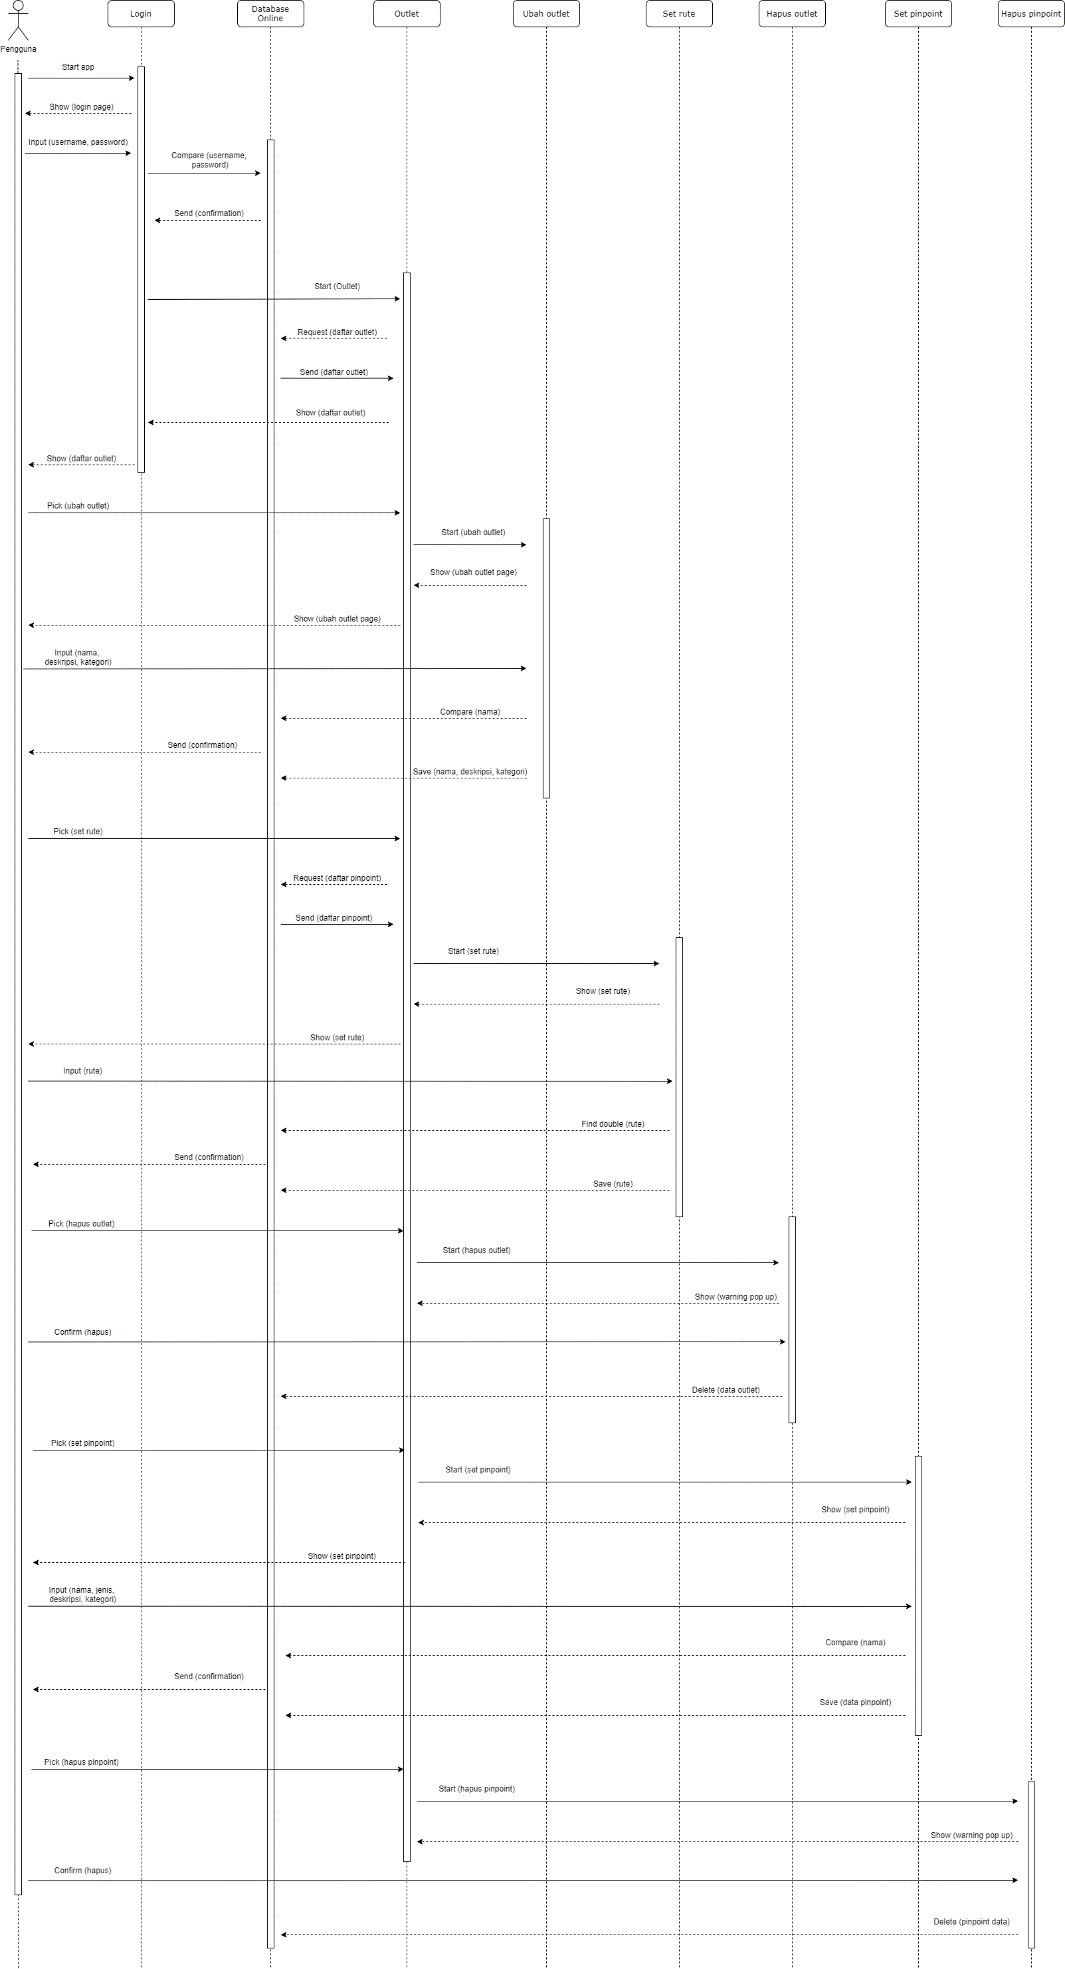 Login
Database
Online
Outlet
Ubah outlet
Set rute
Hapus outlet
Set pinpoint
Hapus pinpoint
Pengguna
Start app
Show (login page)
Input (username, password)
Compare (username,
password)
Send (confirmation)
Start (Outlet)
Request (daftar outlet)
Send (daftar outlet)
Show (daftar outlet)
Show (daftar outlet)
Pick (ubah outlet)
Start (ubah outlet)
Show (ubah outlet page)
Show (ubah outlet page)
Input (nama,
deskripsi, kategori)
Compare (nama)
Send (confirmation)
Save (nama, deskripsi, kategori)
Pick (set rute)
Request (daftar pinpoint)
Send (daftar pinpoint)
Start (set rute)
Show (set rute)
Show (set rute)
Input (rute)
Find double (rute)
Send (confirmation)
Save (rute)
Pick (hapus outlet)
Start (hapus outlet)
Show (warning pop up)
Confirm (hapus)
Delete (data outlet)
Pick (set pinpoint)
Start (set pinpoint)
Show (set pinpoint)
Show (set pinpoint)
Input (nama, jenis,
deskripsi, kategori)
Compare (nama)
Send (confirmation)
Save (data pinpoint)
Pick (hapus pinpoint)
Start (hapus pinpoint)
Show (warning pop up)
Confirm (hapus)
Delete (pinpoint data)